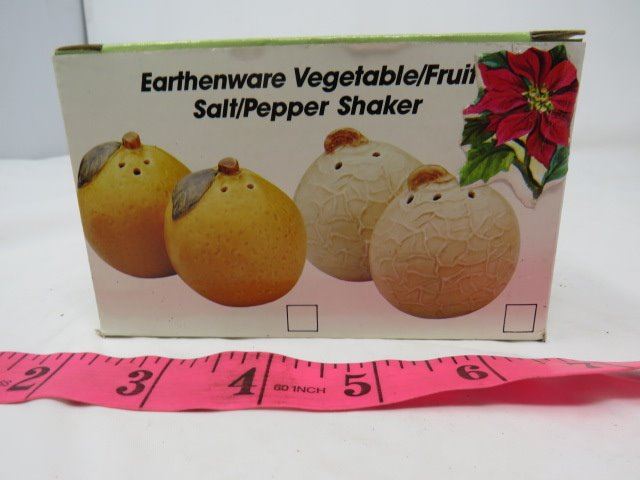 Earthenware Vegetable/Fruit
Salt/Pepper Shaker
2 3 4 60 INCH 5 6